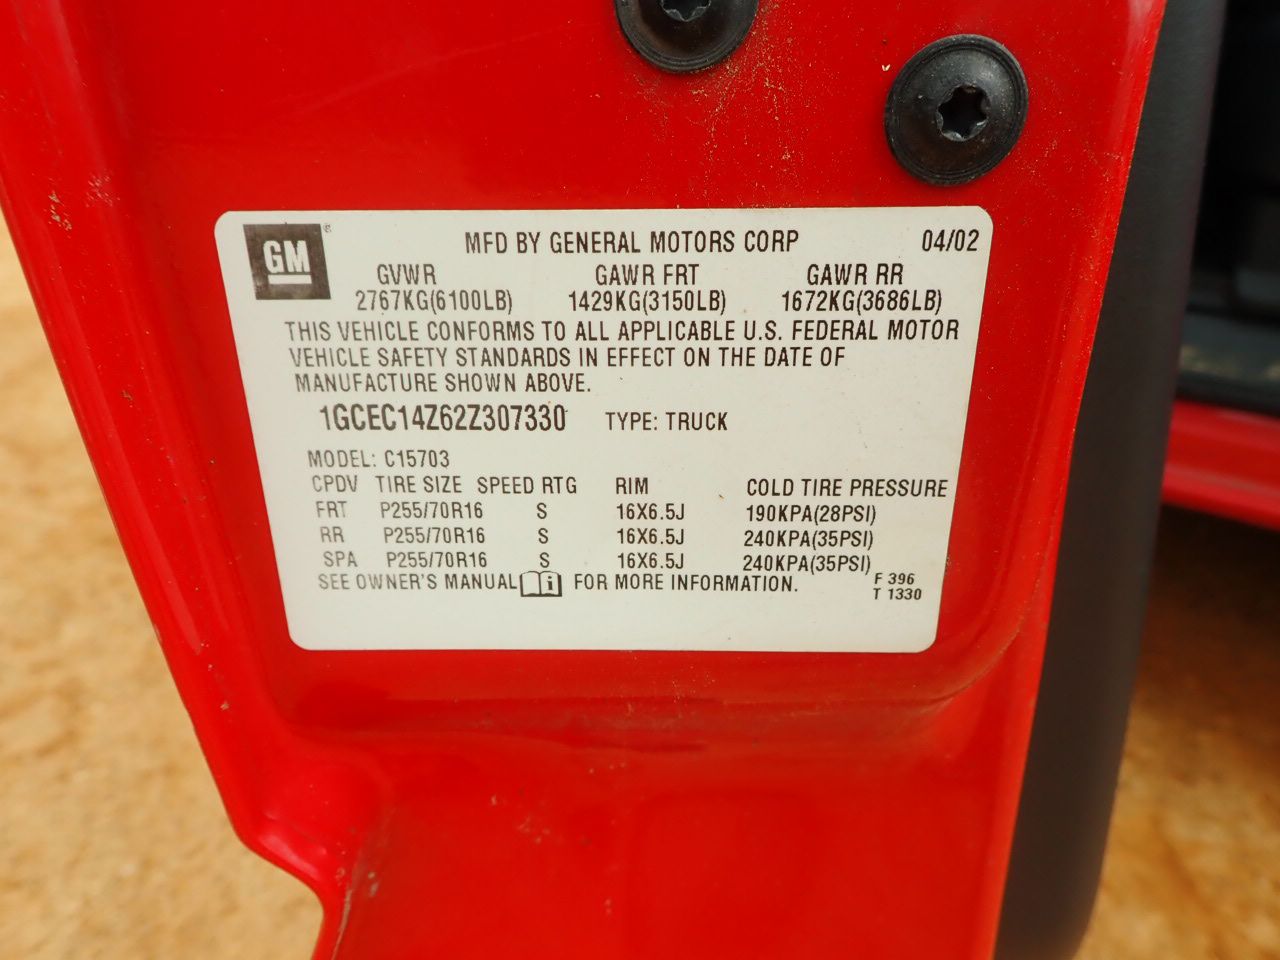 GM ® MFD BY GENERAL MOTORS CORP 04/02
GVWR GAWR FRT GAWR RR
2767KG(6100LB) 1429KG(3150LB) 1672KG(3686LB)
THIS VEHICLE CONFORMS TO ALL APPLICABLE U.S. FEDERAL MOTOR
VEHICLE SAFETY STANDARDS IN EFFECT ON THE DATE OF
MANUFACTURE SHOWN ABOVE.
1GCEC14Z62Z307330 TYPE: TRUCK
MODEL: C15703
CPDV TIRE SIZE SPEED RTG RIM COLD TIRE PRESSURE
FRT P255/70R16 S 16X6.5J 190KPA(28PSI)
RR P255/70R16 S 16X6.5J 240KPA(35PSI)
SPA P255/70R16 S 16X6.5J 240KPA(35PSI)
SEE OWNER'S MANUAL i FOR MORE INFORMATION. F 396
T 1330